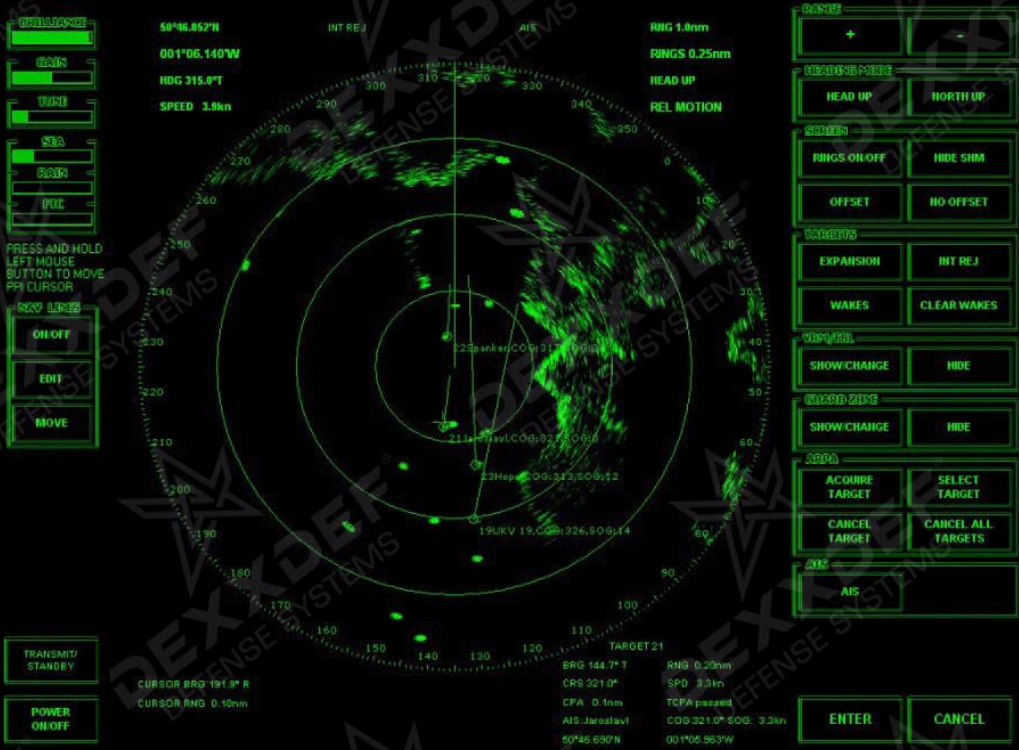 BRILLIANCE
GAIN
TUNE
SEA
RAIN
FTC
PRESS AND HOLD
LEFT MOUSE
BUTTON TO MOVE
PPI CURSOR
NAV LINES
ON/OFF
EDIT
MOVE
TRANSMIT/
STANDBY
POWER
ON/OFF
50°46.852'N
001°06.140'W
HDG 315.0°T
SPEED 3.9kn
INT REJ
AIS
RNG 1.0nm
RINGS 0.25nm
HEAD UP
REL MOTION
310
320
330
340
350
0
10
20
30
40
50
60
80
90
100
110
120
130
140
150
160
170
180
190
200
210
220
230
240
250
260
270
280
290
23Hope,COG:313,SOG:12
19UKV 19,COG:326,SOG:14
CURSOR BRG 191.9° R
CURSOR RNG 0.18nm
TARGET 21
BRG 144.7° T RNG 0.20nm
CRS 321.0° SPD 3.3kn
CPA 0.1nm TCPA passed
AIS:Jaroslavl COG:321.0° SOG: 3.3kn
50°46.690'N 001°05.963'W
RANGE
+ -
HEADING MODE
HEAD UP NORTH UP
SCREEN
RINGS ON/OFF HIDE SHM
OFFSET NO OFFSET
TARGETS
EXPANSION INT REJ
WAKES CLEAR WAKES
VRM/EBL
SHOW/CHANGE HIDE
GUARD ZONE
SHOW/CHANGE HIDE
ARPA
ACQUIRE
TARGET
SELECT
TARGET
CANCEL
TARGET
CANCEL ALL
TARGETS
AIS
AIS
ENTER CANCEL
DEXXDEF
DEFENSE SYSTEMS